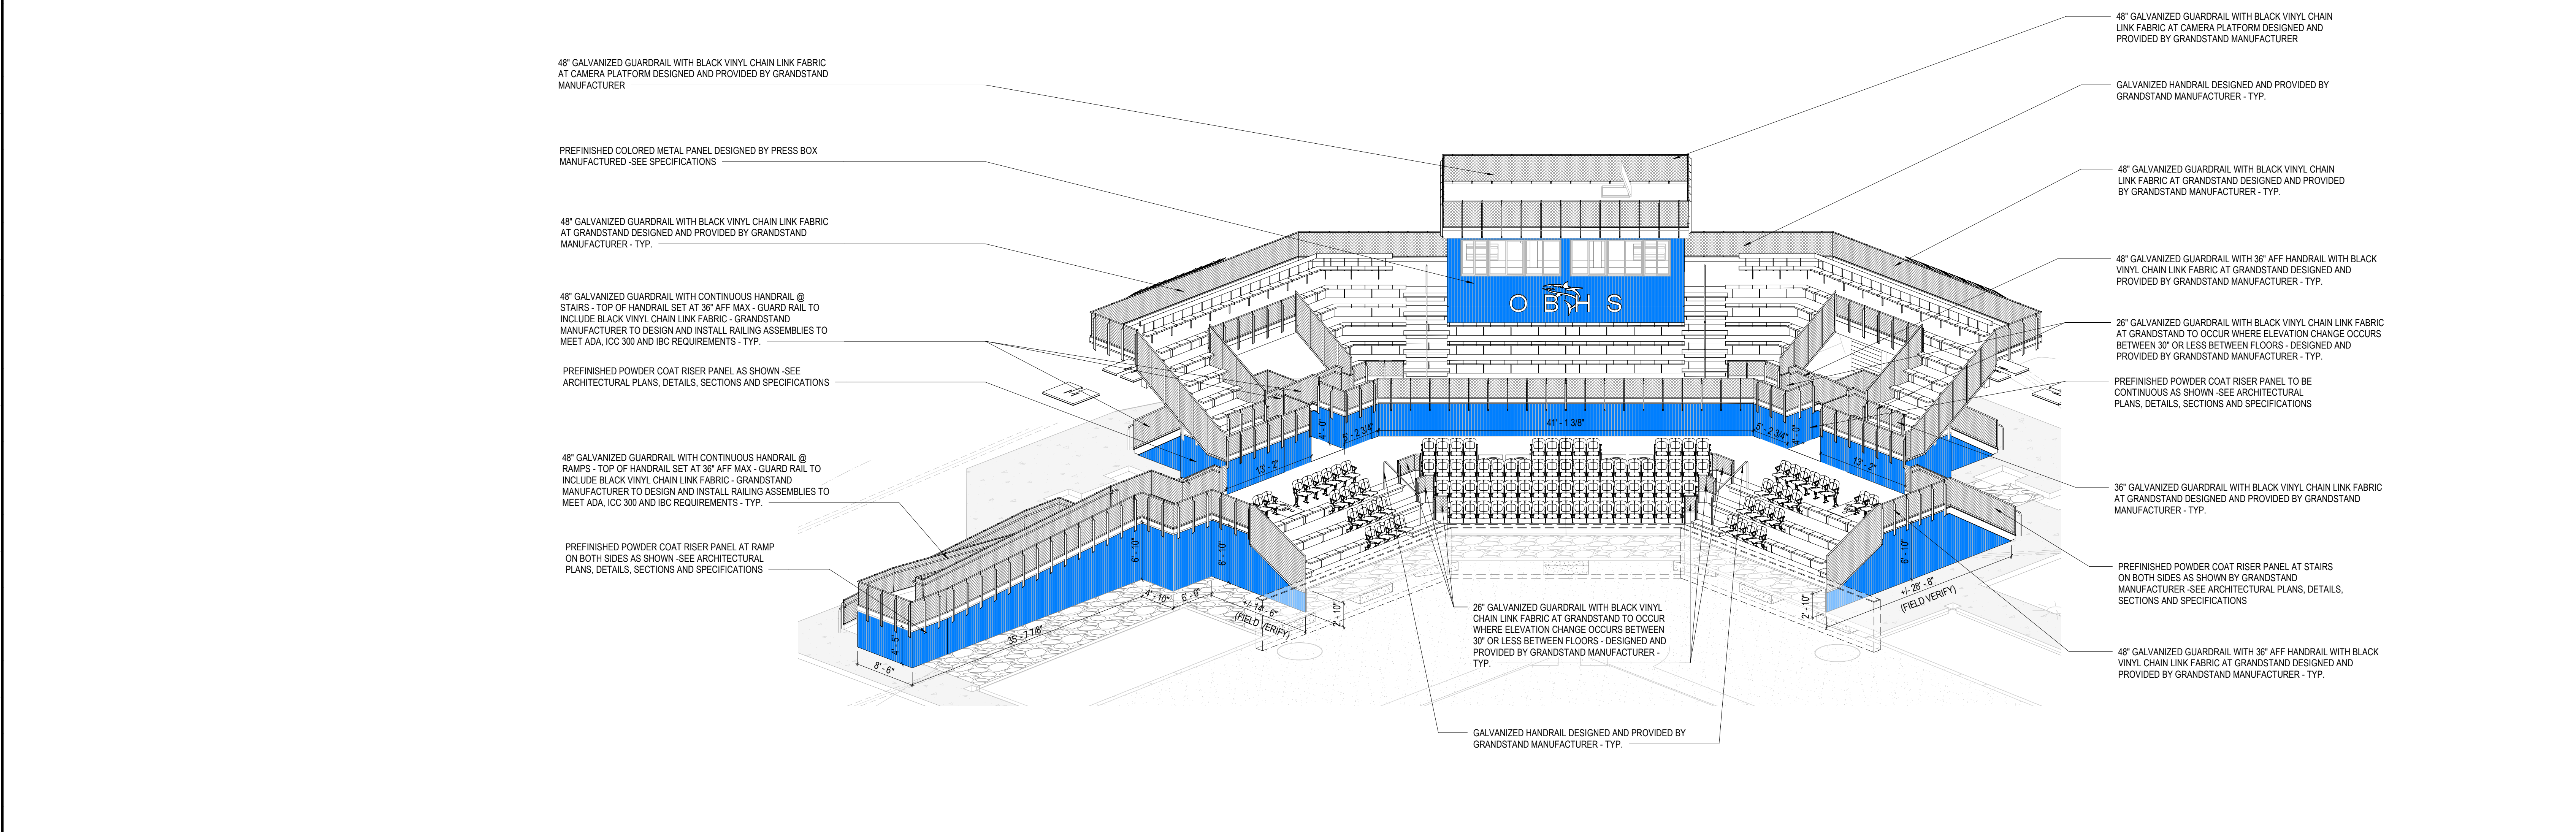 48" GALVANIZED GUARDRAIL WITH BLACK VINYL CHAIN LINK FABRIC
AT CAMERA PLATFORM DESIGNED AND PROVIDED BY GRANDSTAND
MANUFACTURER
PREFINISHED COLORED METAL PANEL DESIGNED BY PRESS BOX
MANUFACTURED -SEE SPECIFICATIONS
48" GALVANIZED GUARDRAIL WITH BLACK VINYL CHAIN LINK FABRIC
AT GRANDSTAND DESIGNED AND PROVIDED BY GRANDSTAND
MANUFACTURER - TYP.
48" GALVANIZED GUARDRAIL WITH CONTINUOUS HANDRAIL @
STAIRS - TOP OF HANDRAIL SET AT 36" AFF MAX - GUARD RAIL TO
INCLUDE BLACK VINYL CHAIN LINK FABRIC - GRANDSTAND
MANUFACTURER TO DESIGN AND INSTALL RAILING ASSEMBLIES TO
MEET ADA, ICC 300 AND IBC REQUIREMENTS - TYP.
PREFINISHED POWDER COAT RISER PANEL AS SHOWN -SEE
ARCHITECTURAL PLANS, DETAILS, SECTIONS AND SPECIFICATIONS
48" GALVANIZED GUARDRAIL WITH CONTINUOUS HANDRAIL @
RAMPS - TOP OF HANDRAIL SET AT 36" AFF MAX - GUARD RAIL TO
INCLUDE BLACK VINYL CHAIN LINK FABRIC - GRANDSTAND
MANUFACTURER TO DESIGN AND INSTALL RAILING ASSEMBLIES TO
MEET ADA, ICC 300 AND IBC REQUIREMENTS - TYP.
PREFINISHED POWDER COAT RISER PANEL AT RAMP
ON BOTH SIDES AS SHOWN -SEE ARCHITECTURAL
PLANS, DETAILS, SECTIONS AND SPECIFICATIONS
O B H S
4' - 0"
5' - 2 3/4"
41' - 1 3/8"
5' - 2 3/4"
4' - 0"
13' - 2"
13' - 2"
6' - 10"
6' - 10"
6' - 10"
4' - 10"
6' - 0"
+/- 14' - 6"
(FIELD VERIFY)
2' - 10"
2' - 10"
+/- 28' - 8"
(FIELD VERIFY)
35' - 7 7/8"
4' - 5"
8' - 6"
26" GALVANIZED GUARDRAIL WITH BLACK VINYL
CHAIN LINK FABRIC AT GRANDSTAND TO OCCUR
WHERE ELEVATION CHANGE OCCURS BETWEEN
30" OR LESS BETWEEN FLOORS - DESIGNED AND
PROVIDED BY GRANDSTAND MANUFACTURER -
TYP.
GALVANIZED HANDRAIL DESIGNED AND PROVIDED BY
GRANDSTAND MANUFACTURER - TYP.
48" GALVANIZED GUARDRAIL WITH BLACK VINYL CHAIN
LINK FABRIC AT CAMERA PLATFORM DESIGNED AND
PROVIDED BY GRANDSTAND MANUFACTURER
GALVANIZED HANDRAIL DESIGNED AND PROVIDED BY
GRANDSTAND MANUFACTURER - TYP.
48" GALVANIZED GUARDRAIL WITH BLACK VINYL CHAIN
LINK FABRIC AT GRANDSTAND DESIGNED AND PROVIDED
BY GRANDSTAND MANUFACTURER - TYP.
48" GALVANIZED GUARDRAIL WITH 36" AFF HANDRAIL WITH BLACK
VINYL CHAIN LINK FABRIC AT GRANDSTAND DESIGNED AND
PROVIDED BY GRANDSTAND MANUFACTURER - TYP.
26" GALVANIZED GUARDRAIL WITH BLACK VINYL CHAIN LINK FABRIC
AT GRANDSTAND TO OCCUR WHERE ELEVATION CHANGE OCCURS
BETWEEN 30" OR LESS BETWEEN FLOORS - DESIGNED AND
PROVIDED BY GRANDSTAND MANUFACTURER - TYP.
PREFINISHED POWDER COAT RISER PANEL TO BE
CONTINUOUS AS SHOWN -SEE ARCHITECTURAL
PLANS, DETAILS, SECTIONS AND SPECIFICATIONS
36" GALVANIZED GUARDRAIL WITH BLACK VINYL CHAIN LINK FABRIC
AT GRANDSTAND DESIGNED AND PROVIDED BY GRANDSTAND
MANUFACTURER - TYP.
PREFINISHED POWDER COAT RISER PANEL AT STAIRS
ON BOTH SIDES AS SHOWN BY GRANDSTAND
MANUFACTURER -SEE ARCHITECTURAL PLANS, DETAILS,
SECTIONS AND SPECIFICATIONS
48" GALVANIZED GUARDRAIL WITH 36" AFF HANDRAIL WITH BLACK
VINYL CHAIN LINK FABRIC AT GRANDSTAND DESIGNED AND
PROVIDED BY GRANDSTAND MANUFACTURER - TYP.